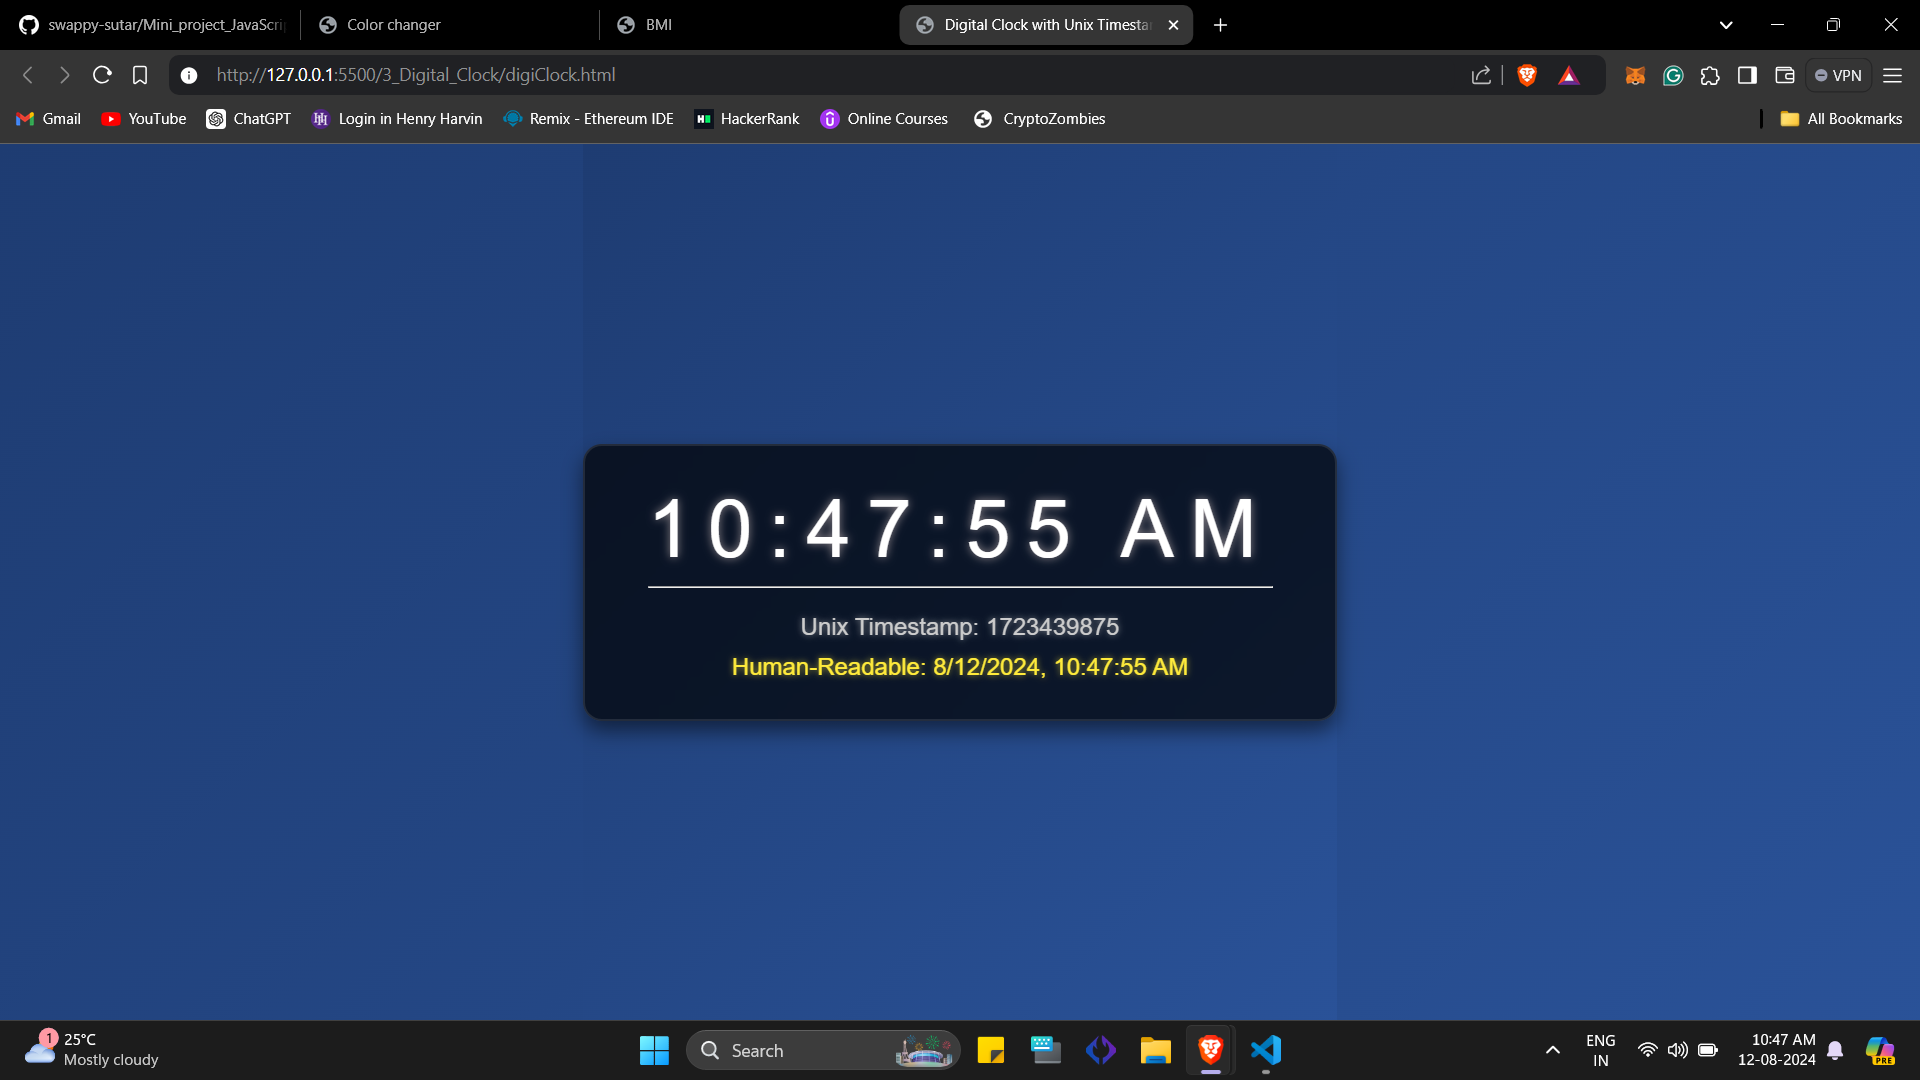 swappy-sutar/Mini_project_JavaScri
Color changer
BMI
Digital Clock with Unix Timesta
http://127.0.0.1:5500/3_Digital_Clock/digiClock.html
VPN
Gmail
YouTube
ChatGPT
Login in Henry Harvin
Remix - Ethereum IDE
HackerRank
Online Courses
CryptoZombies
All Bookmarks
10:47:55 AM
Unix Timestamp: 1723439875
Human-Readable: 8/12/2024, 10:47:55 AM
1
25°C
Mostly cloudy
Search
ENG
IN
10:47 AM
12-08-2024
PRE